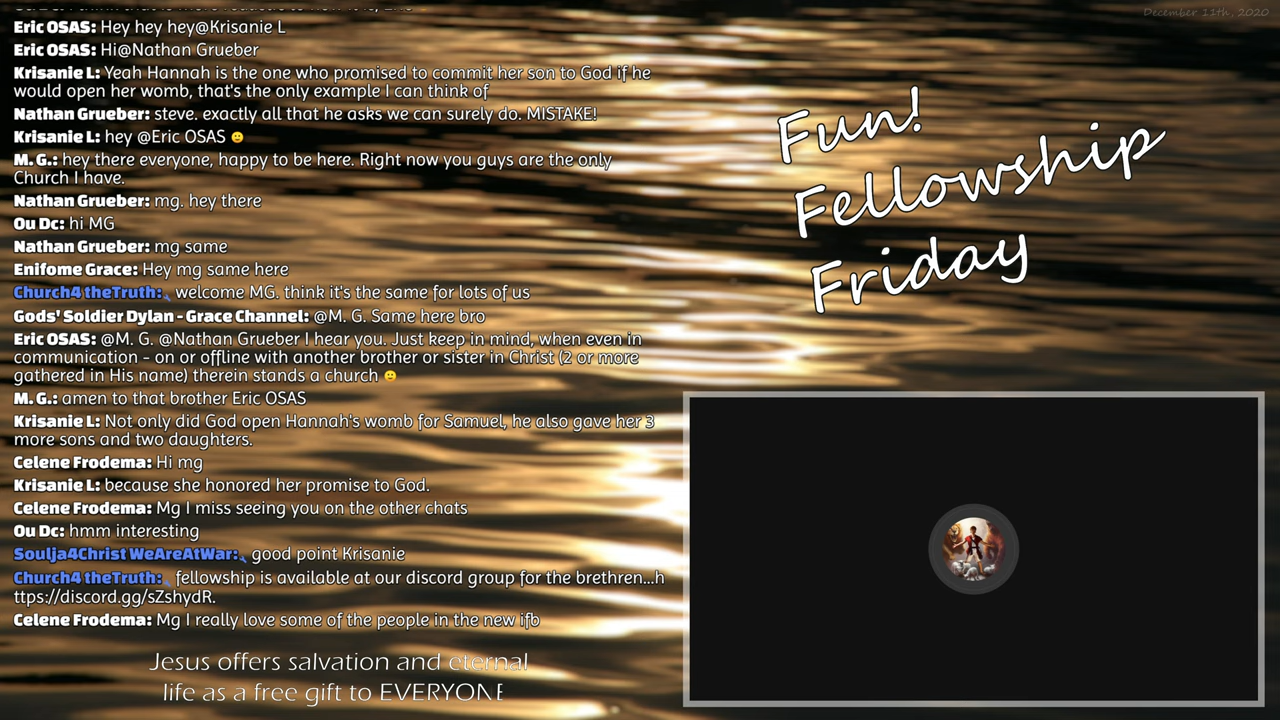 December 11th, 2020
Eric OSAS: Hey hey hey@Krisanie L
Eric OSAS: Hi@Nathan Grueber
Krisanie L: Yeah Hannah is the one who promised to commit her son to God if he
would open her womb, that's the only example I can think of
Nathan Grueber: steve. exactly all that he asks we can surely do. MISTAKE!
Krisanie L: hey @Eric OSAS
M. G.: hey there everyone, happy to be here. Right now you guys are the only
Church I have.
Nathan Grueber: mg. hey there
Ou Dc: hi MG
Nathan Grueber: mg same
Enifome Grace: Hey mg same here
Church4 theTruth: welcome MG. think it's the same for lots of us
Gods' Soldier Dylan - Grace Channel: @M. G. Same here bro
Eric OSAS: @M. G. @Nathan Grueber I hear you. Just keep in mind, when even in
communication - on or offline with another brother or sister in Christ (2 or more
gathered in His name) therein stands a church
M. G.: amen to that brother Eric OSAS
Krisanie L: Not only did God open Hannah's womb for Samuel, he also gave her 3
more sons and two daughters.
Celene Frodema: Hi mg
Krisanie L: because she honored her promise to God.
Celene Frodema: Mg I miss seeing you on the other chats
Ou Dc: hmm interesting
Soulja4Christ WeAreAtWar: good point Krisanie
Church4 theTruth: fellowship is available at our discord group for the brethren...h
ttps://discord.gg/sZshydR.
Celene Frodema: Mg I really love some of the people in the new ifb
Jesus offers salvation and eternal
life as a free gift to EVERYONE
Fun!
Fellowship
Friday